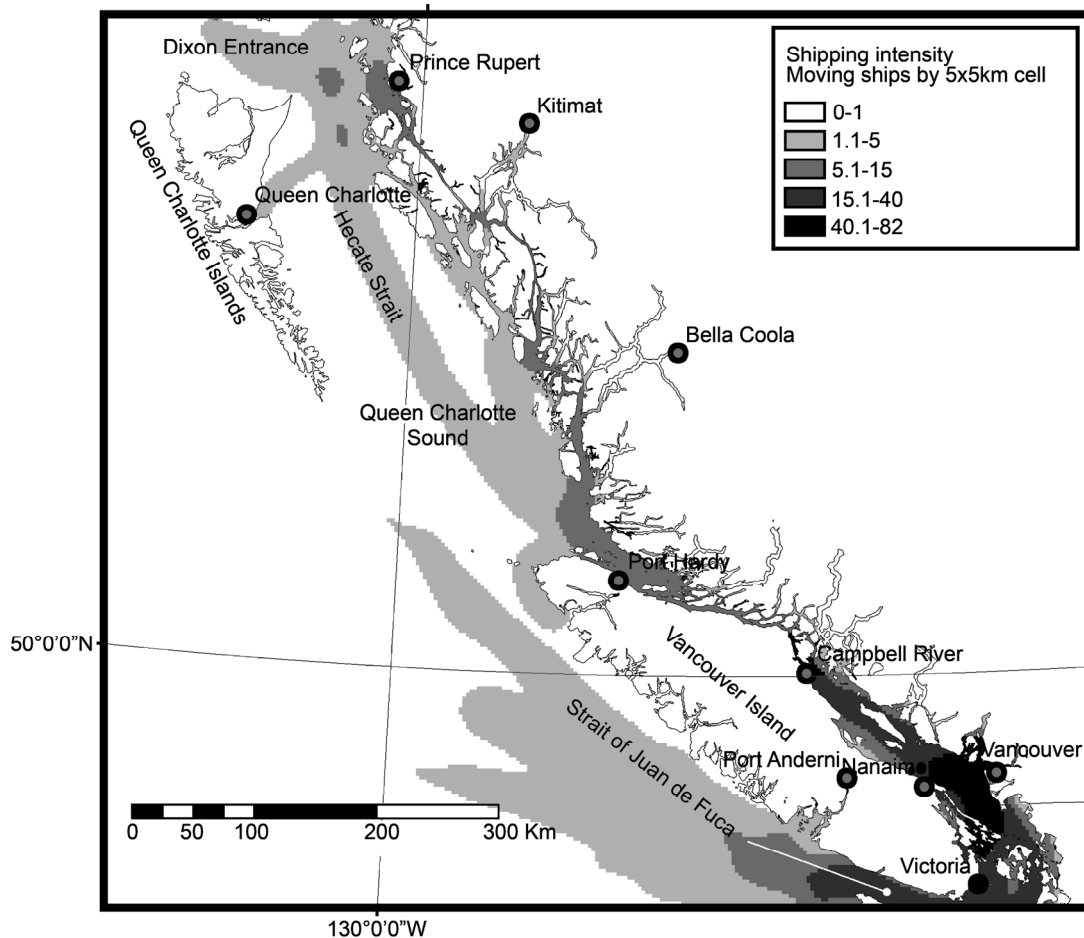 Dixon Entrance
Prince Rupert
Kitimat
Shipping intensity
Moving ships by 5x5km cell
0-1
1.1-5
5.1-15
15.1-40
40.1-82
Queen Charlotte Islands
Queen Charlotte
Hecate Strait
Bella Coola
Queen Charlotte
Sound
Port Hardy
50°0'0"N
Vancouver Island
Campbell River
Strait of Juan de Fuca
Port Anderni
Nanaimo
Vancouver
0 50 100 200 300 Km
Victoria
130°0'0"W